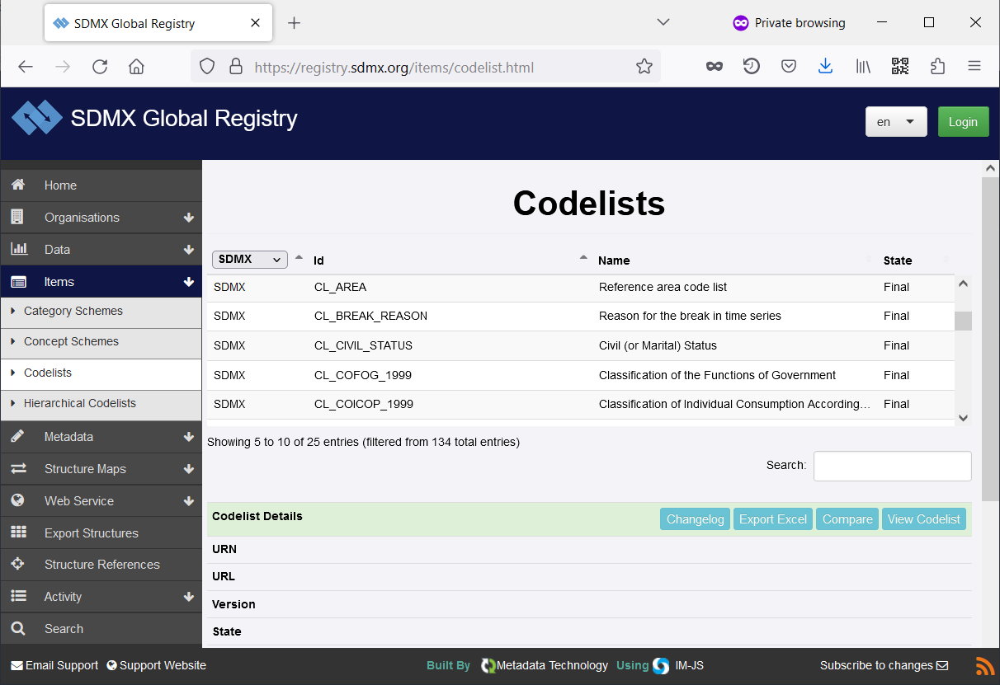 SDMX Global Registry
Private browsing
https://registry.sdmx.org/items/codelist.html
SDMX Global Registry
en
Login
Home
Organisations
Data
Items
Category Schemes
Concept Schemes
Codelists
Hierarchical Codelists
Metadata
Structure Maps
Web Service
Export Structures
Structure References
Activity
Search
Codelists
SDMX Id Name State
SDMX CL_AREA Reference area code list Final
SDMX CL_BREAK_REASON Reason for the break in time series Final
SDMX CL_CIVIL_STATUS Civil (or Marital) Status Final
SDMX CL_COFOG_1999 Classification of the Functions of Government Final
SDMX CL_COICOP_1999 Classification of Individual Consumption According... Final
Showing 5 to 10 of 25 entries (filtered from 134 total entries)
Search:
Codelist Details Changelog Export Excel Compare View Codelist
URN
URL
Version
State
Email Support Support Website Built By Metadata Technology Using IM-JS Subscribe to changes